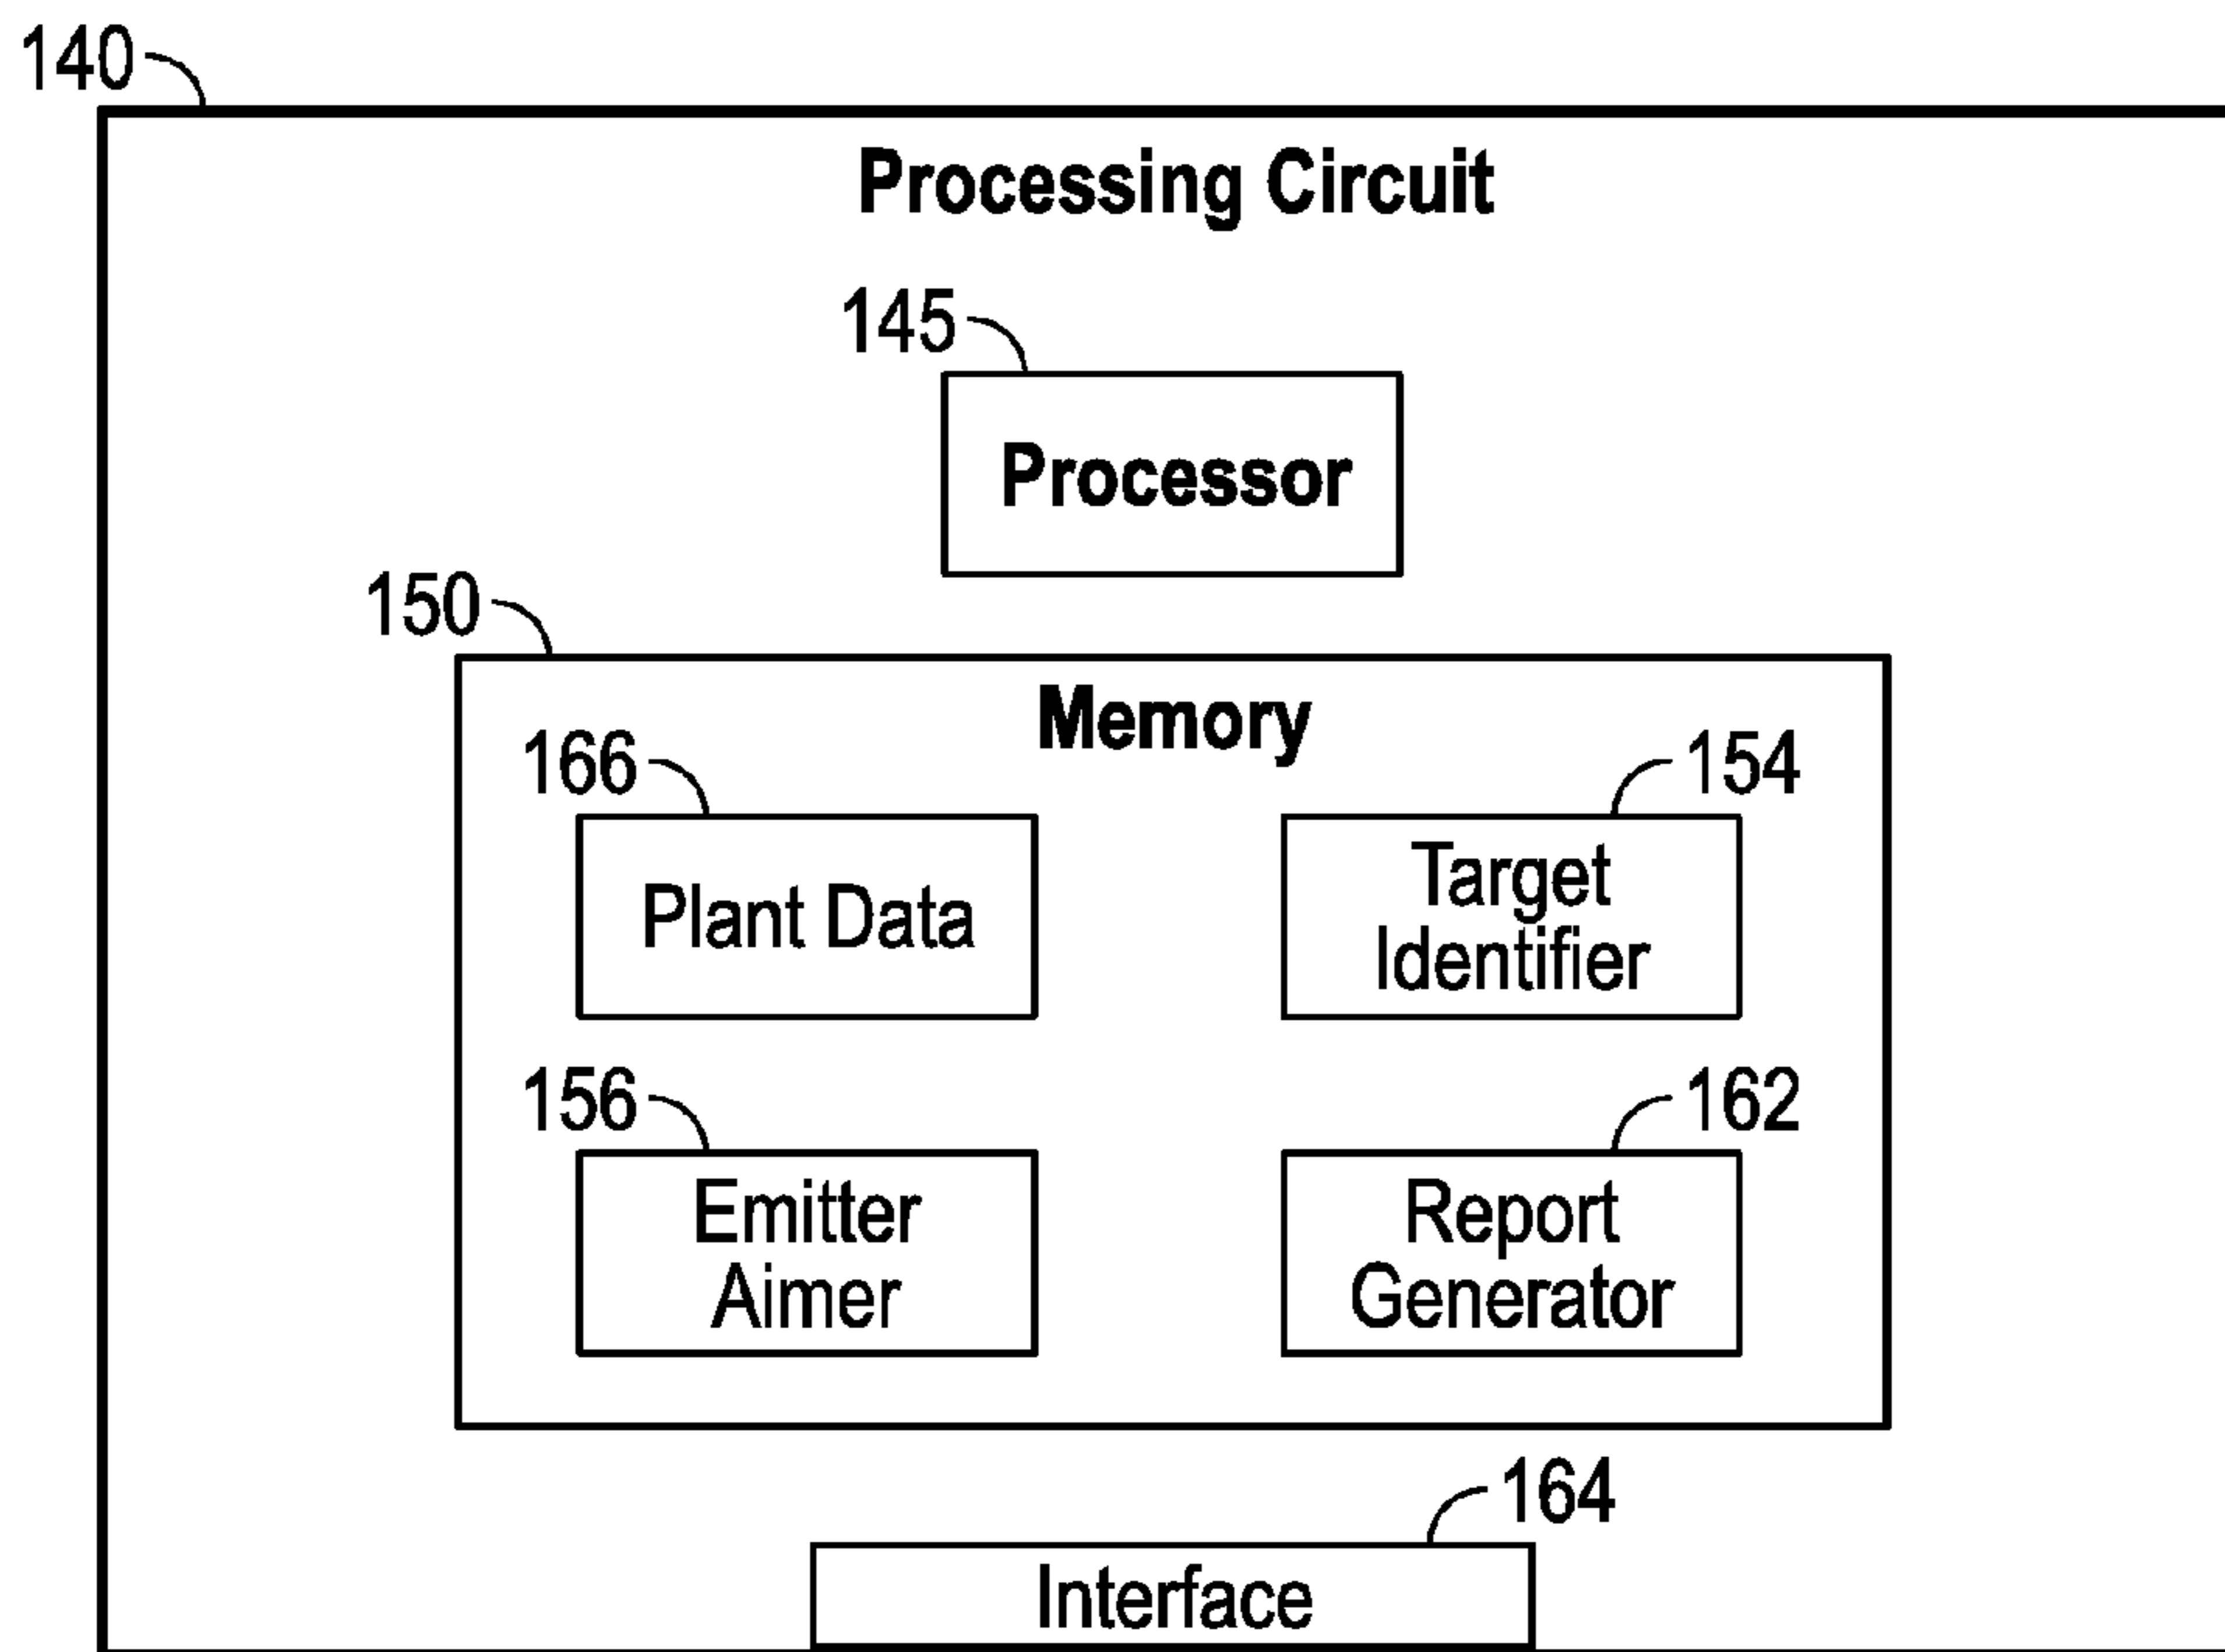 140
Processing Circuit
145
Processor
150
Memory
166
154
Plant Data
Target
Identifier
156
162
Emitter
Aimer
Report
Generator
164
Interface